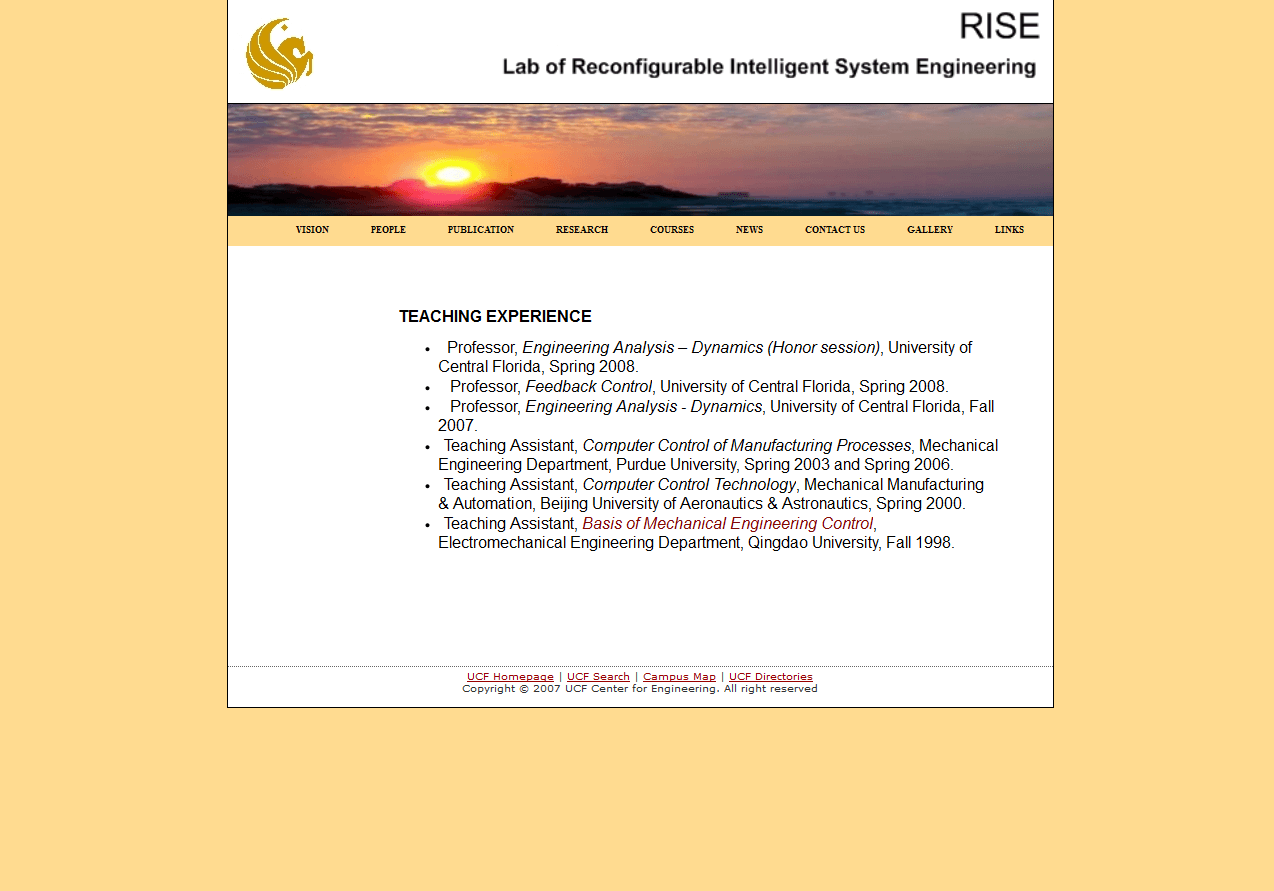 RISE
Lab of Reconfigurable Intelligent System Engineering
VISION PEOPLE PUBLICATION RESEARCH COURSES NEWS CONTACT US GALLERY LINKS
TEACHING EXPERIENCE
• Professor, Engineering Analysis – Dynamics (Honor session), University of
Central Florida, Spring 2008.
• Professor, Feedback Control, University of Central Florida, Spring 2008.
• Professor, Engineering Analysis - Dynamics, University of Central Florida, Fall
2007.
• Teaching Assistant, Computer Control of Manufacturing Processes, Mechanical
Engineering Department, Purdue University, Spring 2003 and Spring 2006.
• Teaching Assistant, Computer Control Technology, Mechanical Manufacturing
& Automation, Beijing University of Aeronautics & Astronautics, Spring 2000.
• Teaching Assistant, Basis of Mechanical Engineering Control,
Electromechanical Engineering Department, Qingdao University, Fall 1998.
UCF Homepage | UCF Search | Campus Map | UCF Directories
Copyright © 2007 UCF Center for Engineering. All right reserved